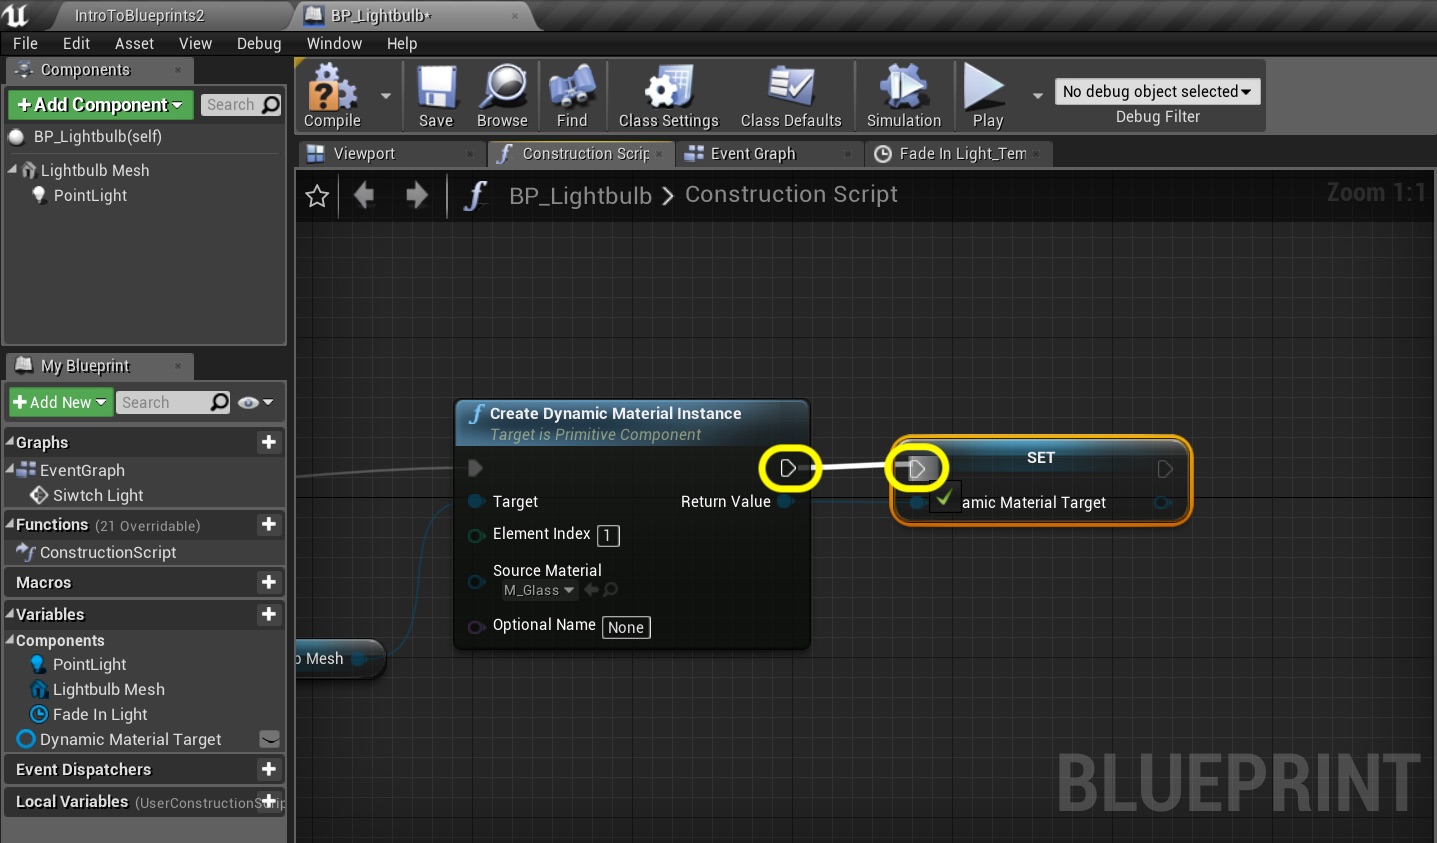 IntroToBlueprints2
BP_Lightbulb*
File Edit Asset View Debug Window Help
Components
+Add Component
Search
BP_Lightbulb(self)
Lightbulb Mesh
PointLight
Compile
Save
Browse
Find
Class Settings
Class Defaults
Simulation
Play
No debug object selected
Debug Filter
Viewport
Construction Scrip
Event Graph
Fade In Light_Tem
BP_Lightbulb > Construction Script
Zoom 1:1
My Blueprint
+Add New
Search
Graphs
EventGraph
Siwtch Light
Functions (21 Overridable)
ConstructionScript
Macros
Variables
Components
PointLight
Lightbulb Mesh
Fade In Light
Dynamic Material Target
Event Dispatchers
Local Variables (UserConstructionScrip
Create Dynamic Material Instance
Target is Primitive Component
Target
Return Value
Element Index 1
Source Material
M_Glass
Optional Name None
b Mesh
SET
amic Material Target
BLUEPRINT